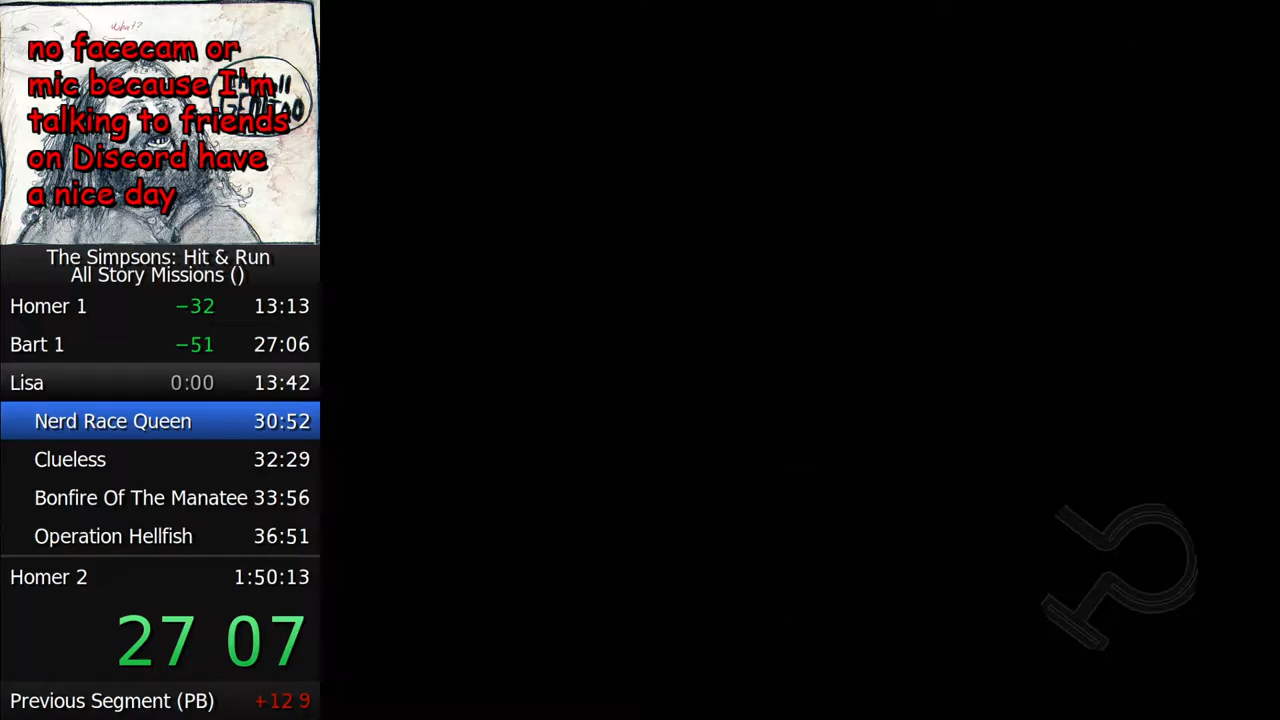 what?
no facecam or
mic because I'm
talking to friends
on Discord have
a nice day
The Simpsons: Hit & Run
All Story Missions ()
Homer 1 −32 13:13
Bart 1 −51 27:06
Lisa 0:00 13:42
Nerd Race Queen 30:52
Clueless 32:29
Bonfire Of The Manatee 33:56
Operation Hellfish 36:51
Homer 2 1:50:13
27 07
Previous Segment (PB) +12 9